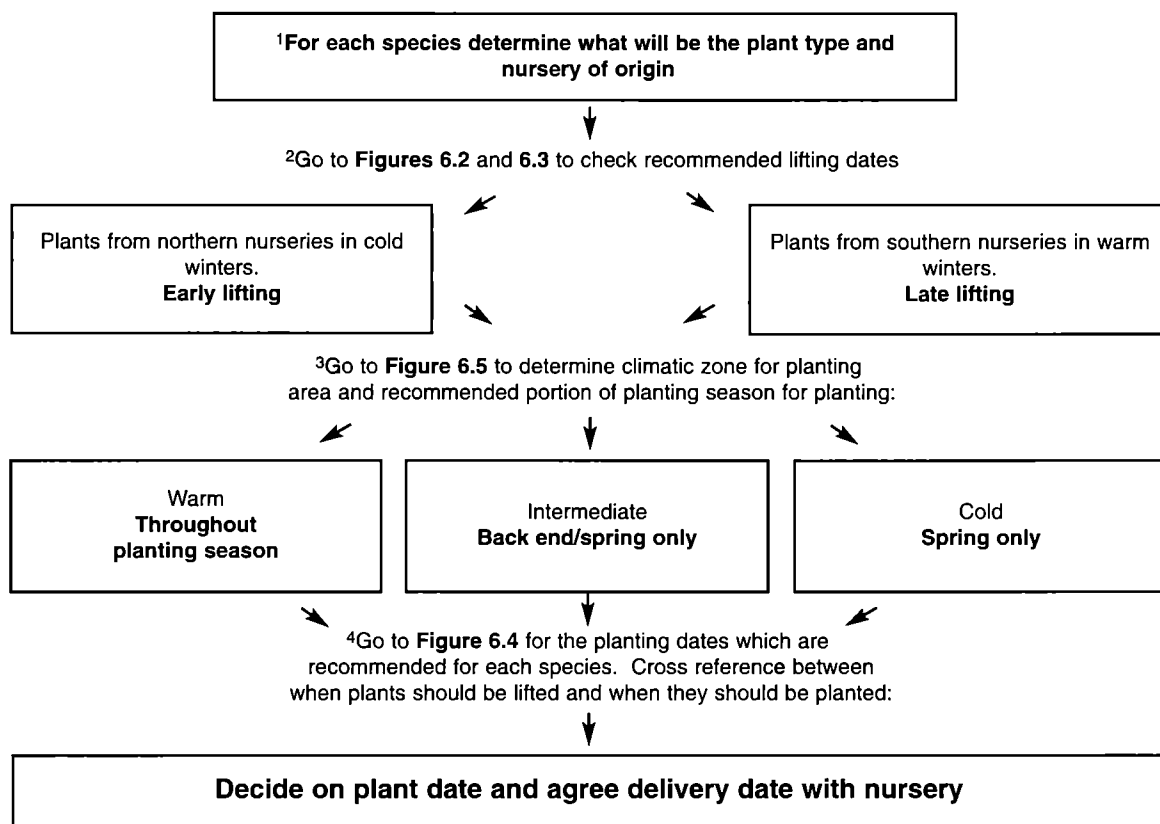 ¹For each species determine what will be the plant type and
nursery of origin
²Go to Figures 6.2 and 6.3 to check recommended lifting dates
Plants from northern nurseries in cold
winters.
Early lifting
Plants from southern nurseries in warm
winters.
Late lifting
³Go to Figure 6.5 to determine climatic zone for planting
area and recommended portion of planting season for planting:
Warm
Throughout
planting season
Intermediate
Back end/spring only
Cold
Spring only
⁴Go to Figure 6.4 for the planting dates which are
recommended for each species. Cross reference between
when plants should be lifted and when they should be planted:
Decide on plant date and agree delivery date with nursery